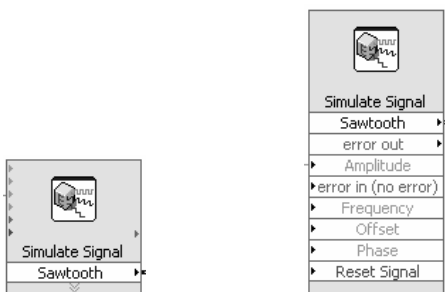 Simulate Signal
Sawtooth
Simulate Signal
Sawtooth
error out
Amplitude
error in (no error)
Frequency
Offset
Phase
Reset Signal